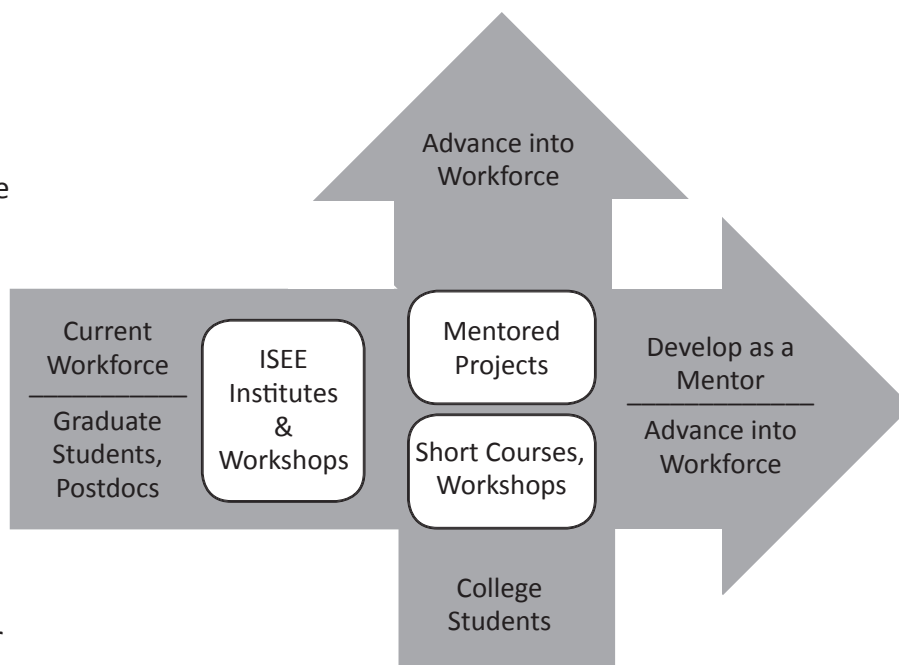 Advance into
Workforce
e
Current
Workforce
Graduate
Students,
Postdocs
ISEE
Institutes
&
Workshops
Mentored
Projects
Short Courses,
Workshops
Develop as a
Mentor
Advance into
Workforce
College
Students